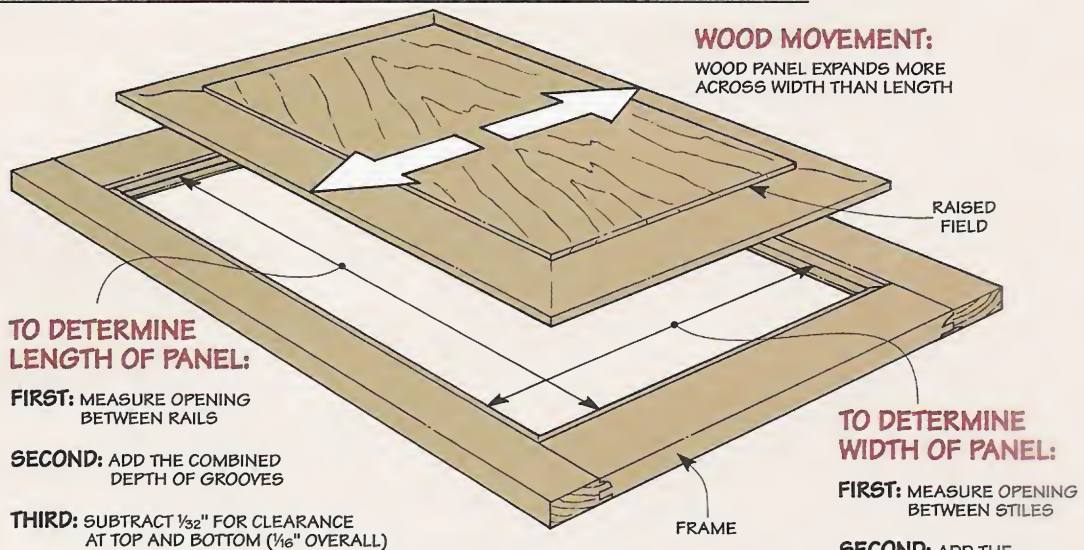 WOOD MOVEMENT:
WOOD PANEL EXPANDS MORE
ACROSS WIDTH THAN LENGTH
RAISED
FIELD
TO DETERMINE
LENGTH OF PANEL:
FIRST: MEASURE OPENING
BETWEEN RAILS
SECOND: ADD THE COMBINED
DEPTH OF GROOVES
THIRD: SUBTRACT 1/32" FOR CLEARANCE
AT TOP AND BOTTOM (1/16" OVERALL)
FRAME
TO DETERMINE
WIDTH OF PANEL:
FIRST: MEASURE OPENING
BETWEEN STILES
SECOND: ADD THE